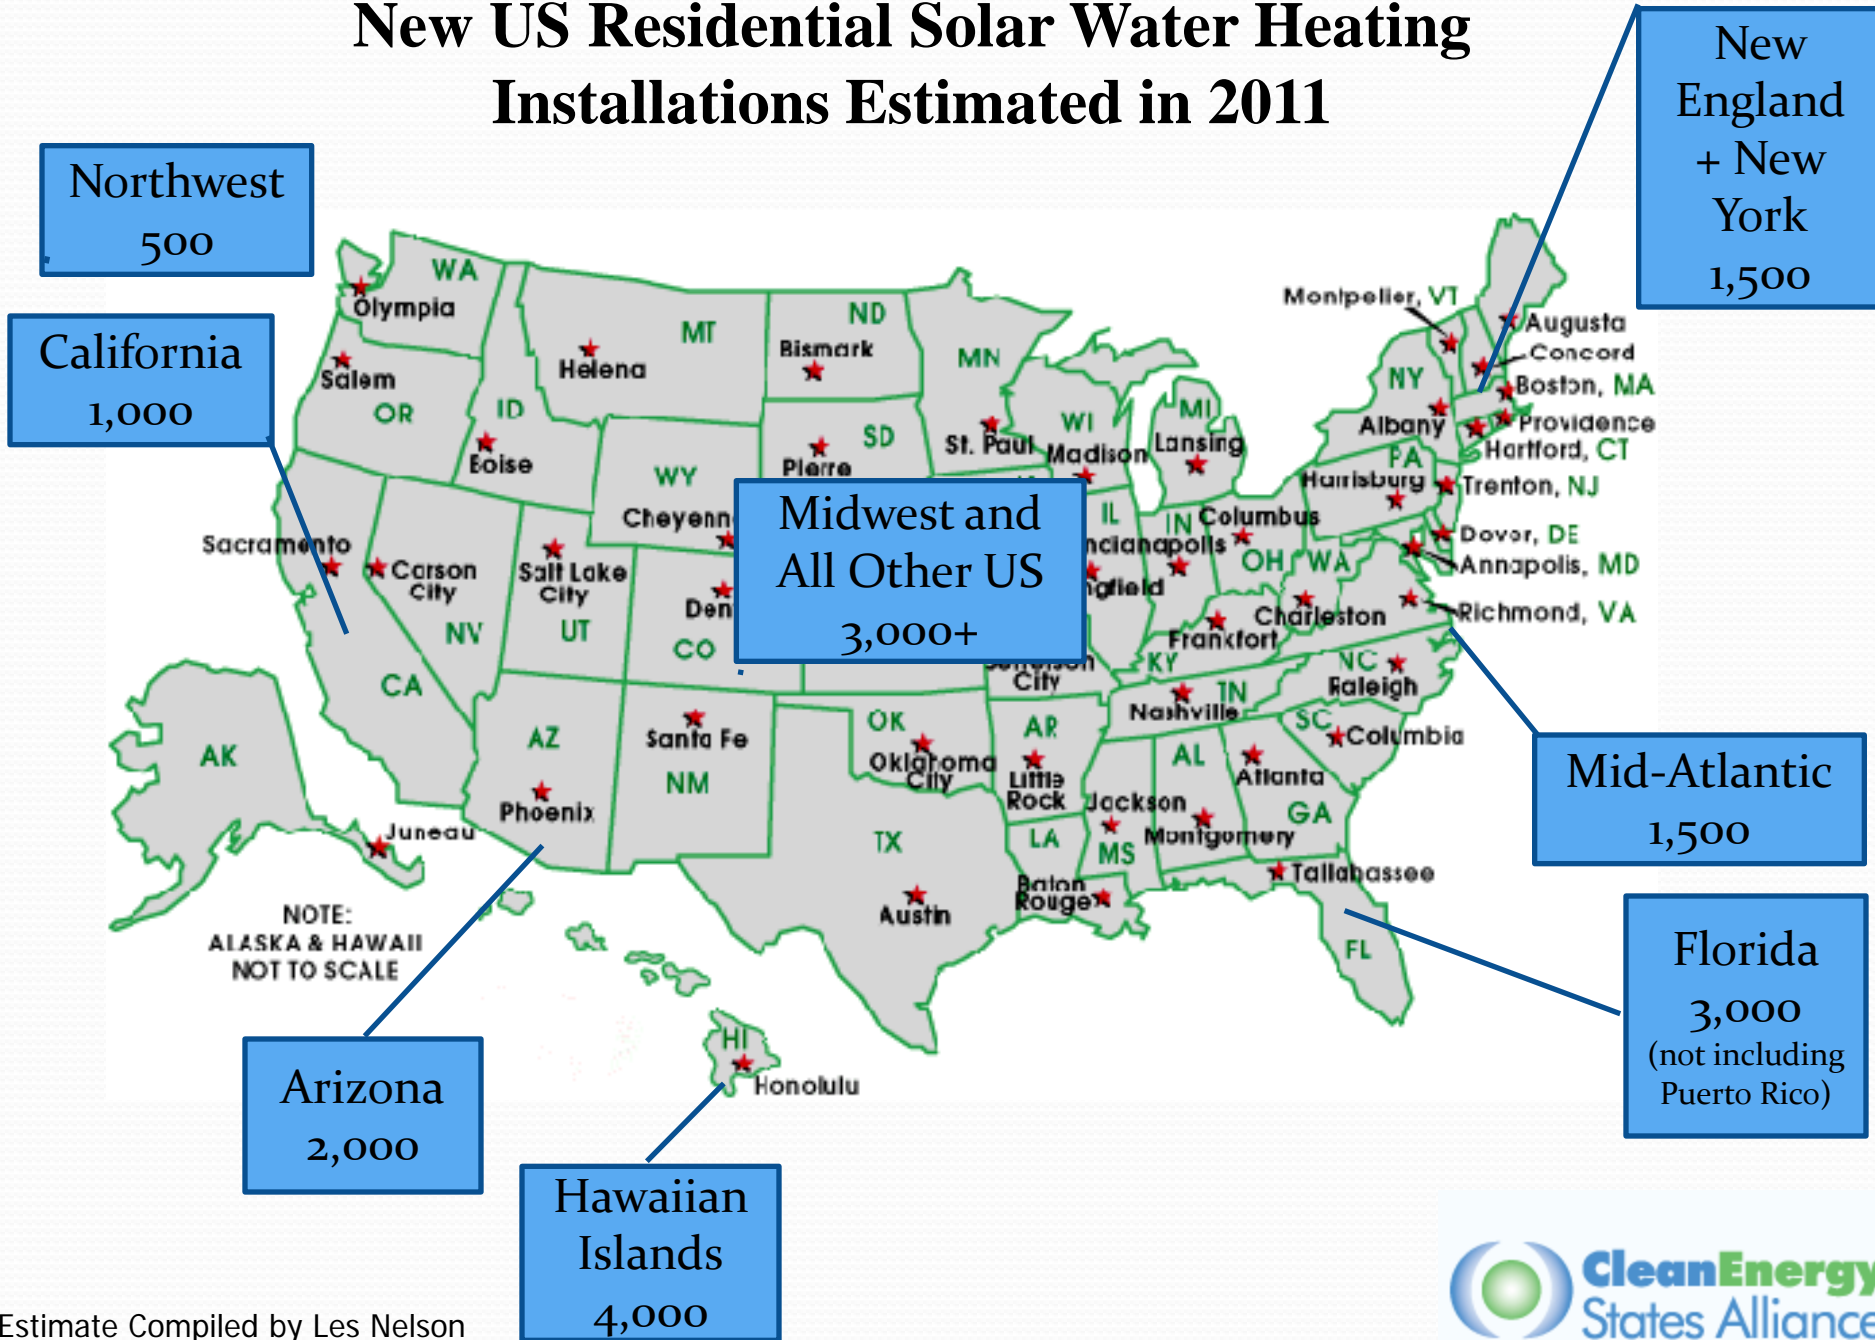 New US Residential Solar Water Heating
Installations Estimated in 2011
New
England
+ New
York
1,500
Northwest
500
California
1,000
Midwest and
All Other US
3,000+
Mid-Atlantic
1,500
Florida
3,000
(not including
Puerto Rico)
Arizona
2,000
Hawaiian
Islands
4,000
WA
Olympia
Salem
OR
ID
Boise
MT
Helena
ND
Bismark
SD
Pierre
MN
St. Paul
WI
Madison
MI
Lansing
WY
Sacramento
Carson
City
NV
CA
Salt Lake
City
UT
CO
AZ
Phoenix
Santa Fe
NM
OK
Oklahoma
City
TX
Austin
City
AR
Little
Rock
LA
Baton
Rouge
Jackson
MS
AL
Montgomery
Atlanta
GA
Tallahassee
FL
SC
Columbia
NC
Raleigh
TN
Nashville
KY
Frankfort
IL
IN
Columbus
OH
WA
Charleston
Richmond, VA
Annapolis, MD
Dover, DE
Trenton, NJ
PA
Harrisburg
Hartford, CT
Providence
Boston, MA
Concord
Augusta
Montpelier, VT
NY
Albany
AK
Juneau
NOTE:
ALASKA & HAWAII
NOT TO SCALE
HI
Honolulu
Estimate Compiled by Les Nelson
CleanEnergy
States Alliance